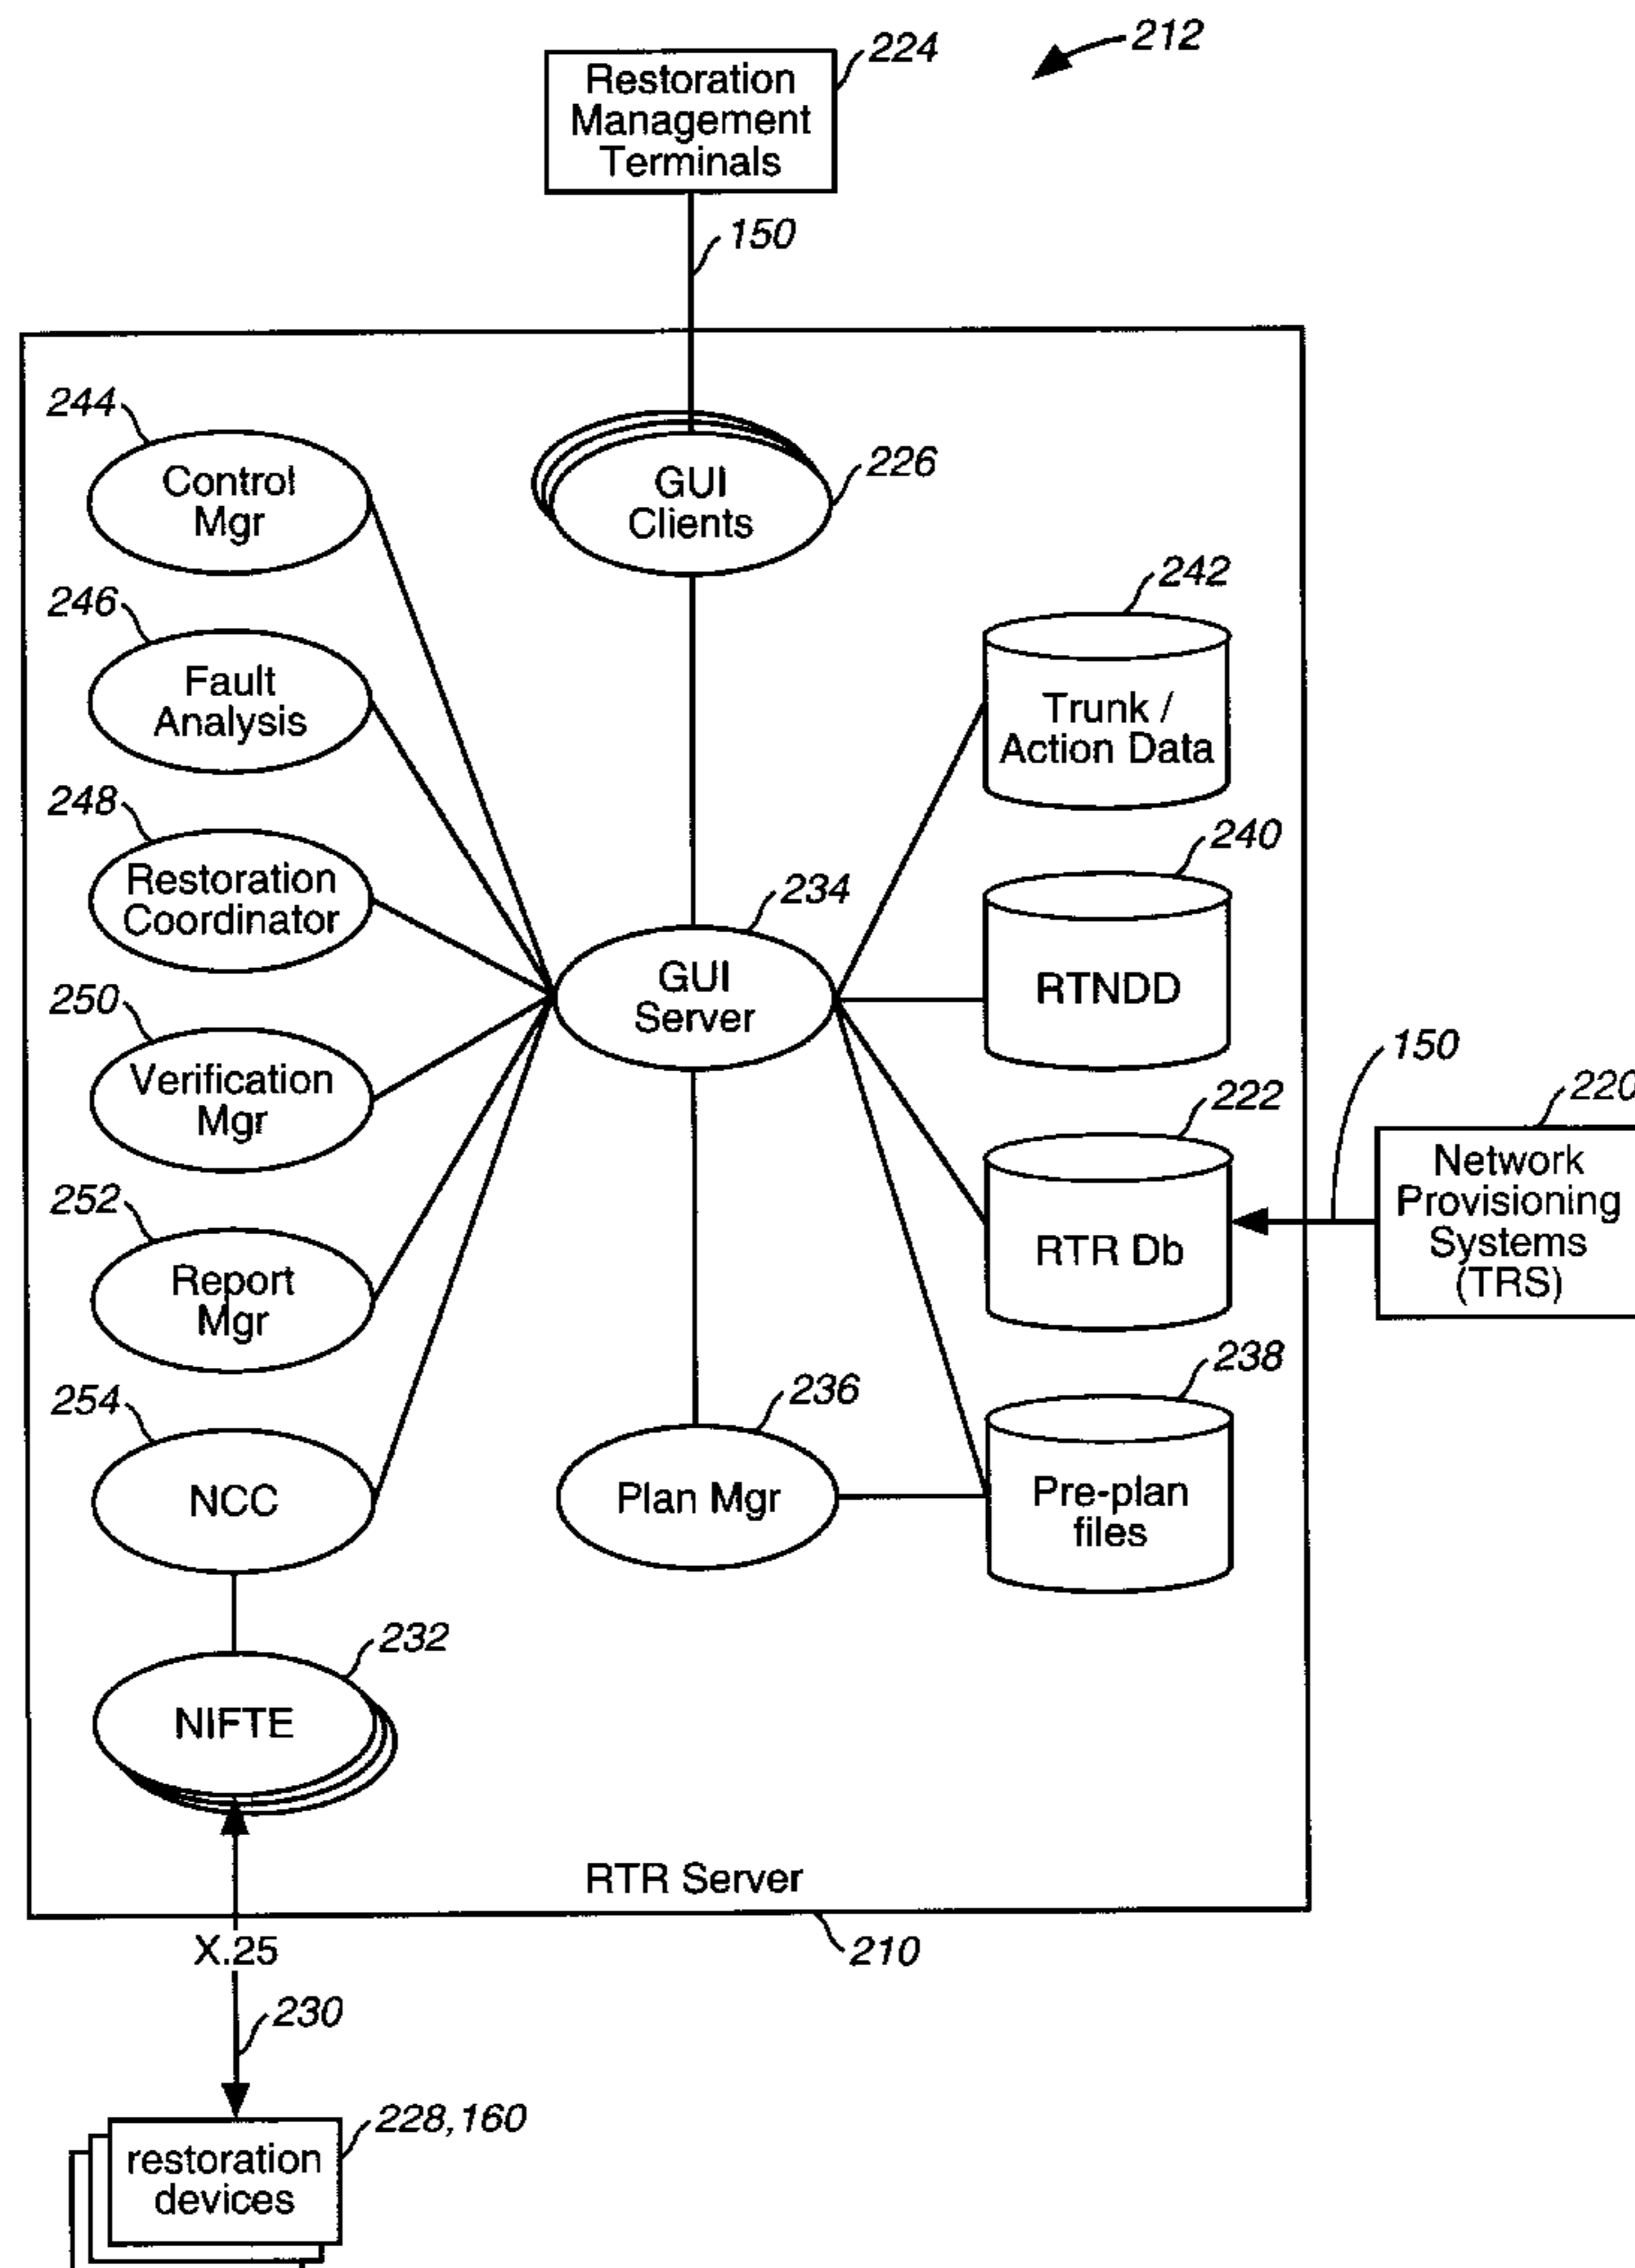 212
224
Restoration
Management
Terminals
150
244
Control
Mgr
GUI
Clients
226
246
Fault
Analysis
242
Trunk /
Action Data
248
Restoration
Coordinator
240
RTNDD
234
GUI
Server
250
Verification
Mgr
222
RTR Db
150
220
Network
Provisioning
Systems
(TRS)
252
Report
Mgr
238
Pre-plan
files
254
NCC
236
Plan Mgr
232
NIFTE
RTR Server
210
X.25
230
228,160
restoration
devices